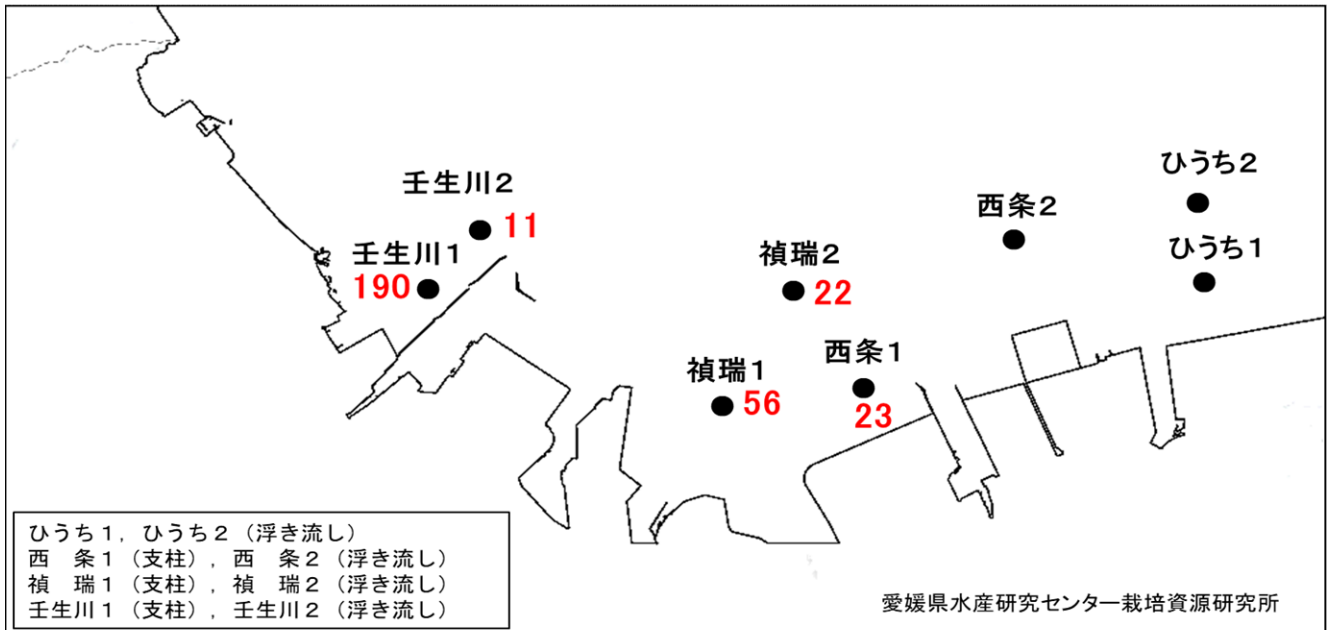 ひうち2
壬生川2
11
西条2
壬生川1
190
禎瑞2
22
ひうち1
西条1
23
禎瑞1
56
ひうち1, ひうち2 (浮き流し)
西　条1 (支柘), 西　条2 (浮き流し)
禎　瑞1 (支柱), 禎　瑞2 (浮き流し)
壬生川1 (支柱), 壬生川2 (浮き流し)
愛媛県水産研究センター栽培資源研究所